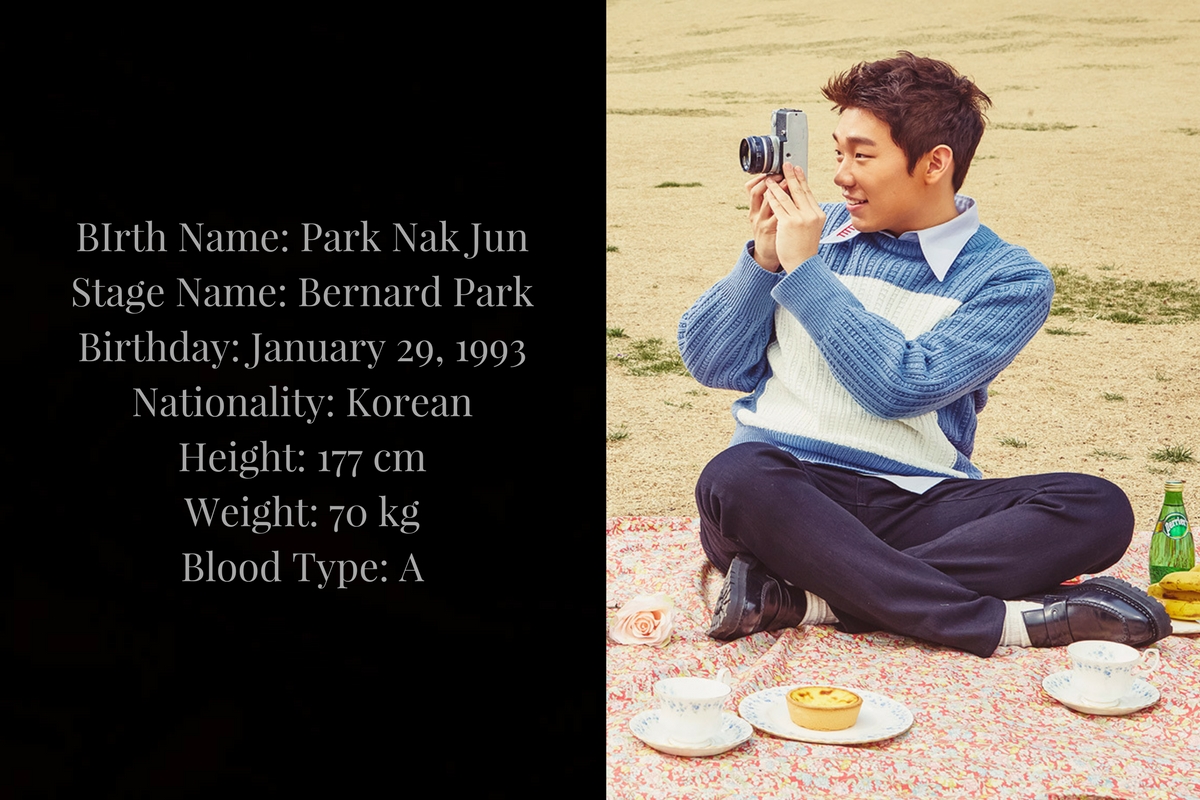 BIrth Name: Park Nak Jun
Stage Name: Bernard Park
Birthday: January 29, 1993
Nationality: Korean
Height: 177 cm
Weight: 70 kg
Blood Type: A
Perrier